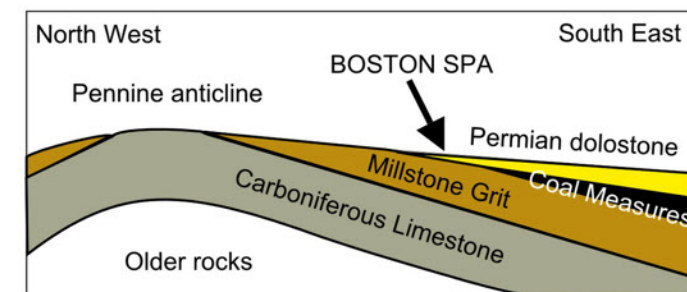 North West
South East
BOSTON SPA
Pennine anticline
Permian dolostone
Millstone Grit
Coal Measures
Carboniferous Limestone
Older rocks